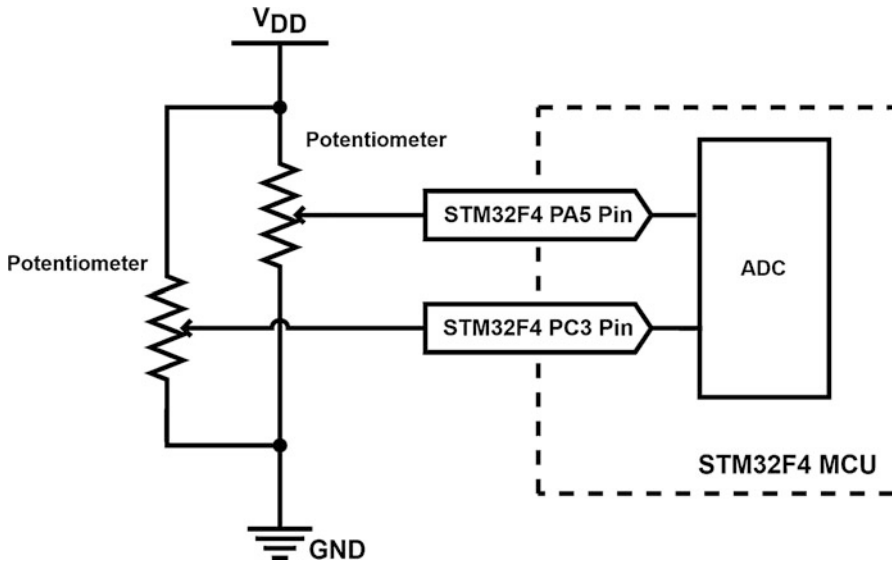 VDD
Potentiometer
STM32F4 PA5 Pin
ADC
Potentiometer
STM32F4 PC3 Pin
STM32F4 MCU
GND